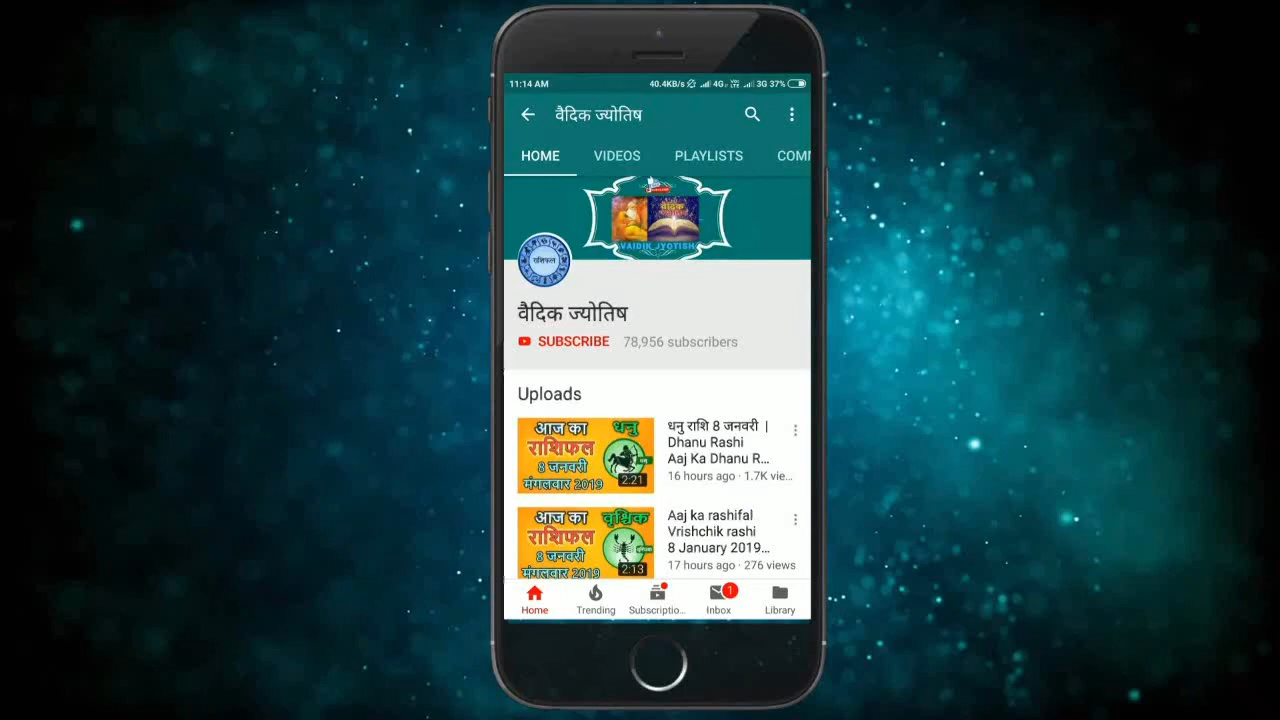 11:14 AM
40.4KB/s 4G VoLTE 3G 37%
वैदिक ज्योतिष
HOME VIDEOS PLAYLISTS COMM
वैदिक
VAIDIK JYOTISH
राशिफल
वैदिक ज्योतिष
SUBSCRIBE 78,956 subscribers
Uploads
आज का धनु
राशिफल
8 जनवरी
मंगलवार 2019
2:21
धनु राशि 8 जनवरी |
Dhanu Rashi
Aaj Ka Dhanu R...
16 hours ago · 1.7K vie...
आज का वृश्चिक
राशिफल
8 जनवरी
मंगलवार 2019
2:13
Aaj ka rashifal
Vrishchik rashi
8 January 2019...
17 hours ago · 276 views
1
Home Trending Subscriptio... Inbox Library